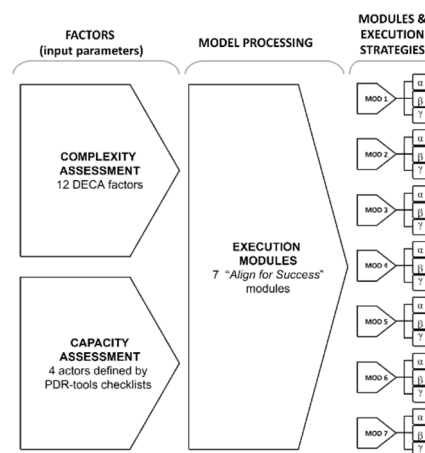 FACTORS
(input parameters)
MODEL PROCESSING
MODULES &
EXECUTION
STRATEGIES
COMPLEXITY
ASSESSMENT
12 DECA factors
CAPACITY
ASSESSMENT
4 actors defined by
PDR-tools checklists
EXECUTION
MODULES
7 “Align for Success”
modules
MOD 1
α
β
γ
MOD 2
α
β
γ
MOD 3
α
β
γ
MOD 4
α
β
γ
MOD 5
α
β
γ
MOD 6
α
β
γ
MOD 7
α
β
γ